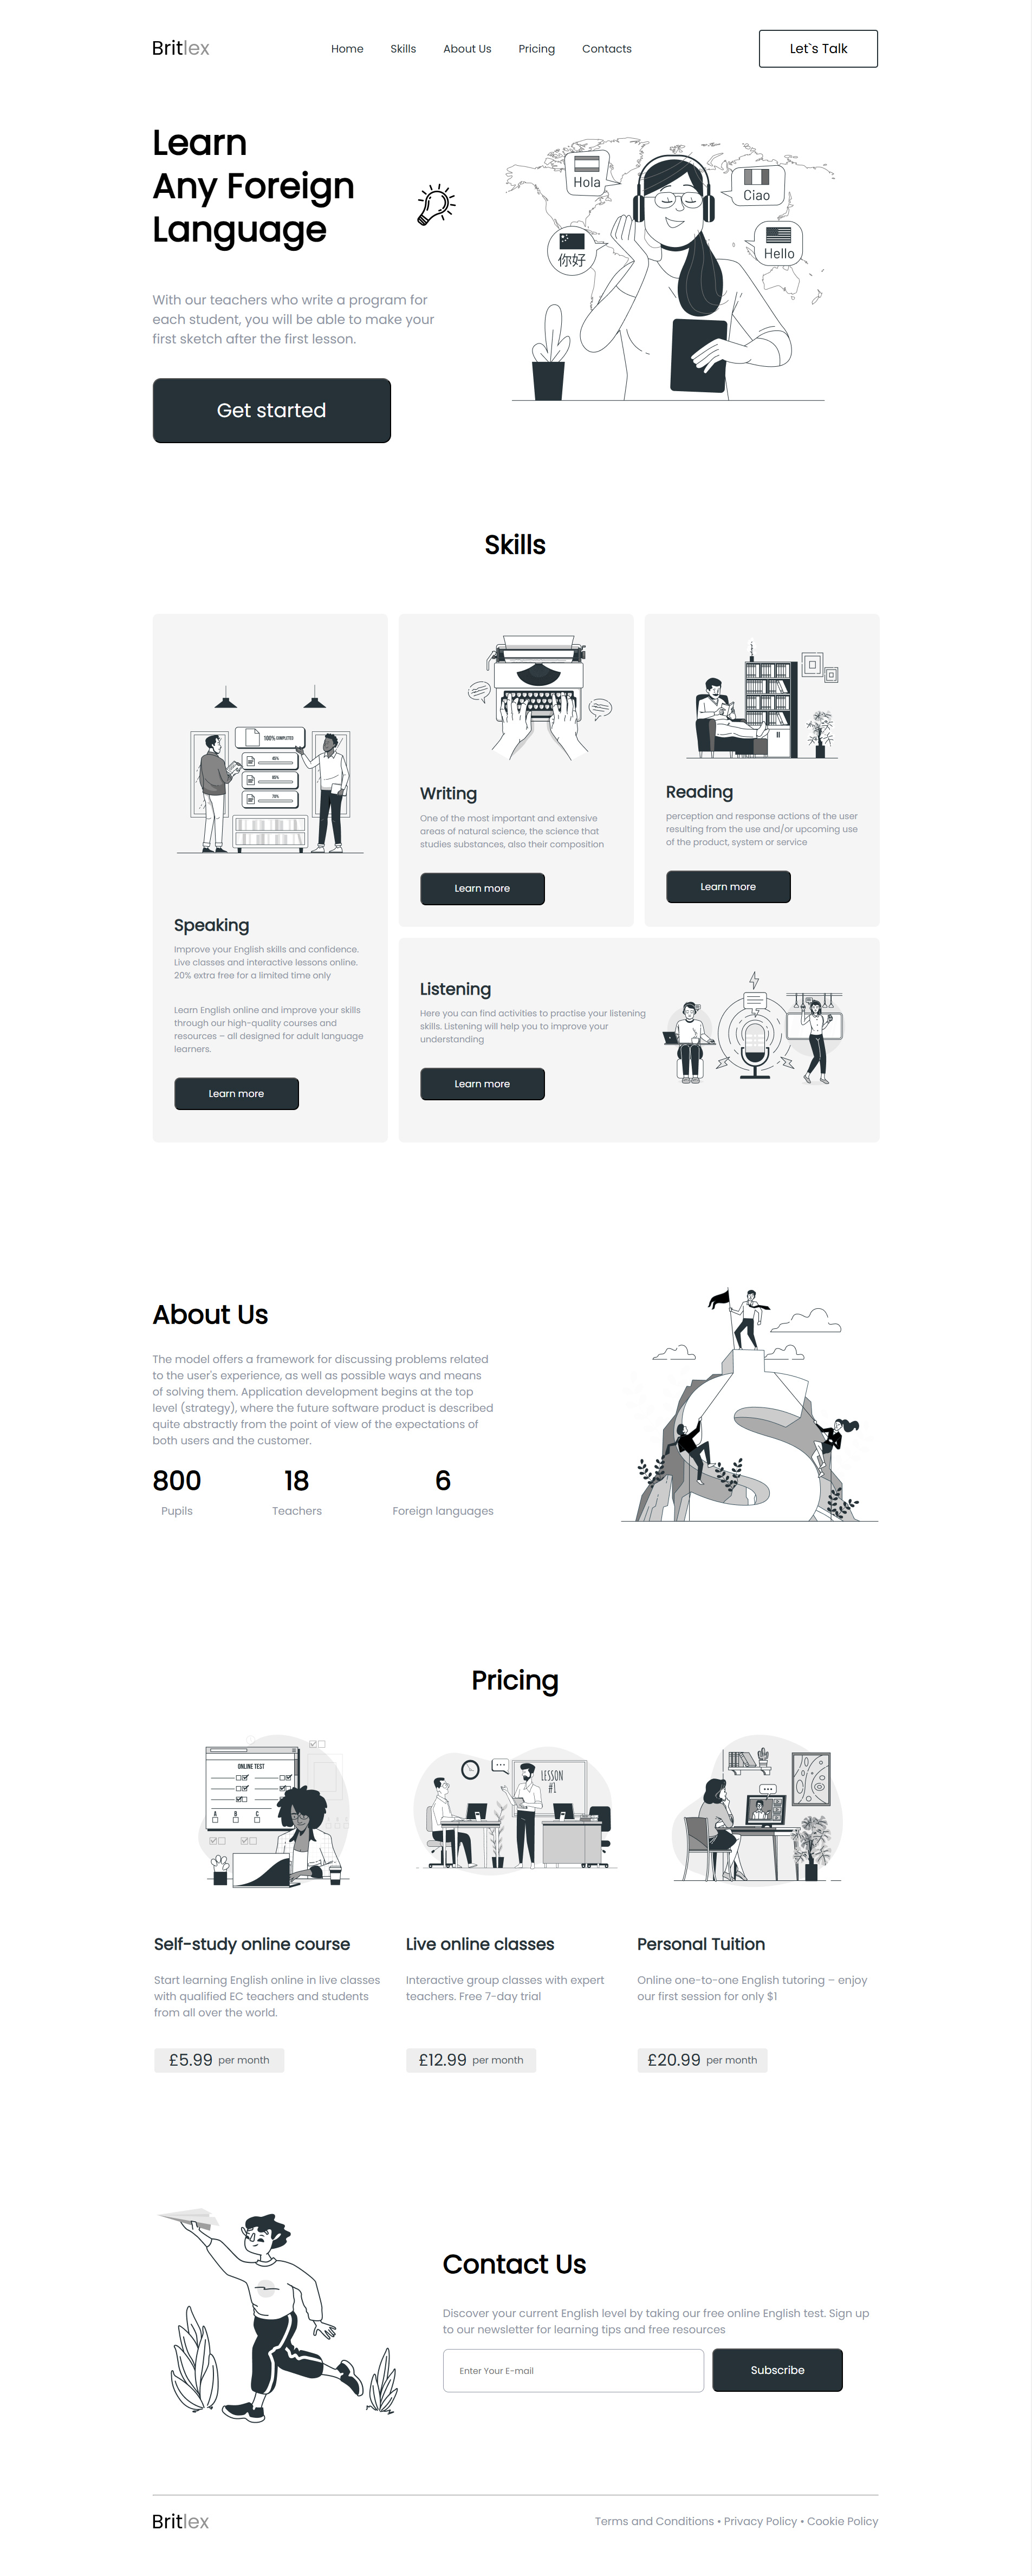 Britlex
Home Skills About Us Pricing Contacts
Let`s Talk
Learn
Any Foreign
Language
With our teachers who write a program for
each student, you will be able to make your
first sketch after the first lesson.
Get started
Hola
Ciao
你好
Hello
Skills
100% COMPLETED
45%
85%
70%
Speaking
Improve your English skills and confidence.
Live classes and interactive lessons online.
20% extra free for a limited time only
Learn English online and improve your skills
through our high-quality courses and
resources – all designed for adult language
learners.
Learn more
Writing
One of the most important and extensive
areas of natural science, the science that
studies substances, also their composition
Learn more
Reading
perception and response actions of the user
resulting from the use and/or upcoming use
of the product, system or service
Learn more
Listening
Here you can find activities to practise your listening
skills. Listening will help you to improve your
understanding
Learn more
About Us
The model offers a framework for discussing problems related
to the user's experience, as well as possible ways and means
of solving them. Application development begins at the top
level (strategy), where the future software product is described
quite abstractly from the point of view of the expectations of
both users and the customer.
800 18 6
Pupils Teachers Foreign languages
Pricing
ONLINE TEST
A B C
LESSON
#1
Self-study online course
Start learning English online in live classes
with qualified EC teachers and students
from all over the world.
£5.99 per month
Live online classes
Interactive group classes with expert
teachers. Free 7-day trial
£12.99 per month
Personal Tuition
Online one-to-one English tutoring – enjoy
our first session for only $1
£20.99 per month
Contact Us
Discover your current English level by taking our free online English test. Sign up
to our newsletter for learning tips and free resources
Enter Your E-mail
Subscribe
Britlex
Terms and Conditions • Privacy Policy • Cookie Policy